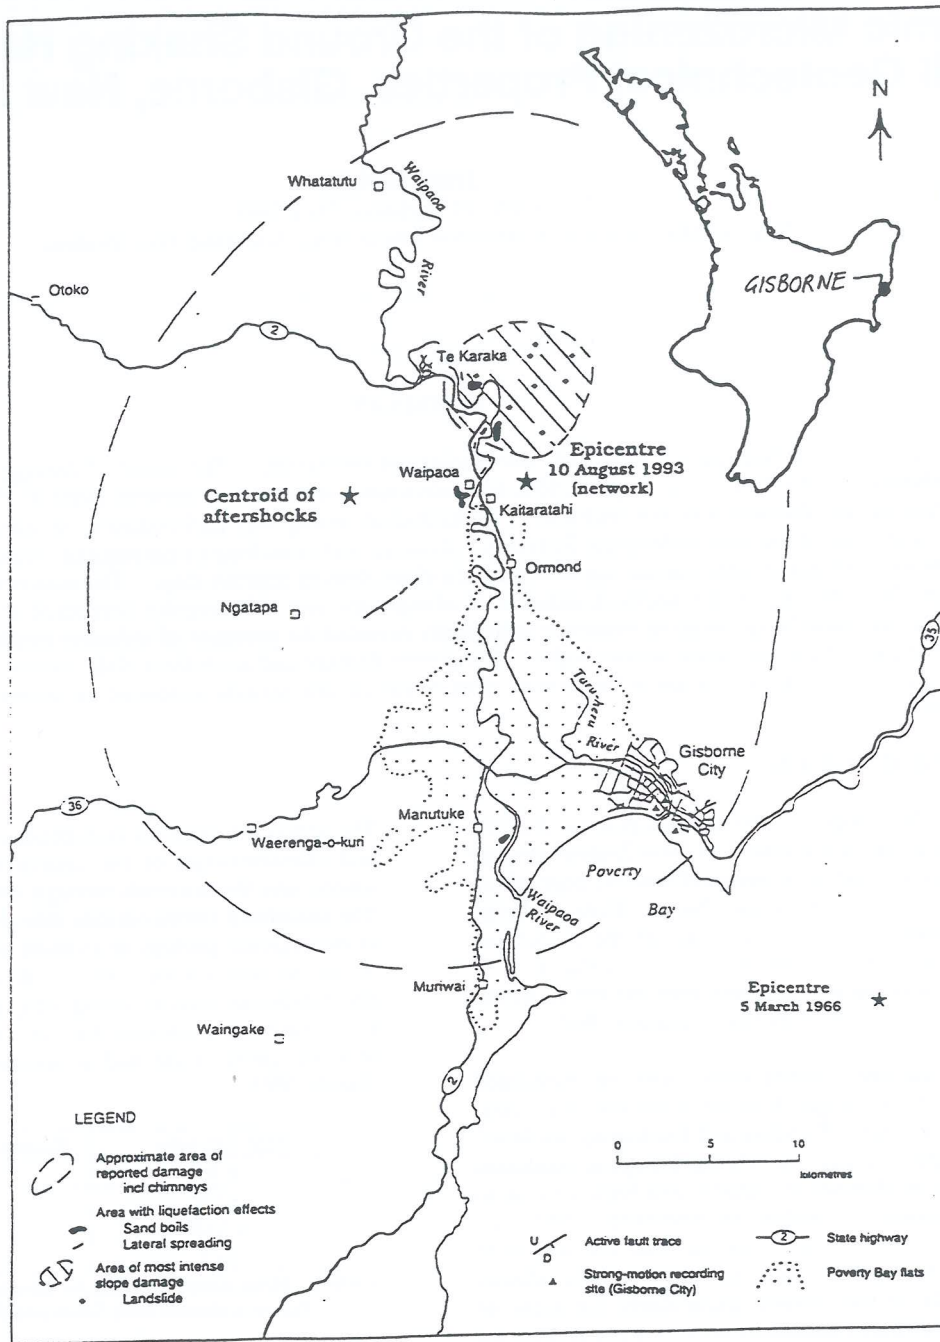 N
Whatatutu
Waipaoa
River
Otoko
2
GISBORNE
Te Karaka
Epicentre
10 August 1993
(network)
Waipaoa
Centroid of
aftershocks
Kaitaratahi
Ormond
Ngatapa
35
Taru-heru
River
Gisborne
City
36
Manutuke
Waerenga-o-kuri
Poverty
Bay
Waipaoa
River
Muriwai
Epicentre
5 March 1966
Waingake
2
LEGEND
Approximate area of
reported damage
incl chimneys
Area with liquefaction effects
Sand boils
Lateral spreading
Area of most intense
slope damage
Landslide
0 5 10
kilometres
U
D
Active fault trace
Strong-motion recording
site (Gisborne City)
2
State highway
Poverty Bay flats